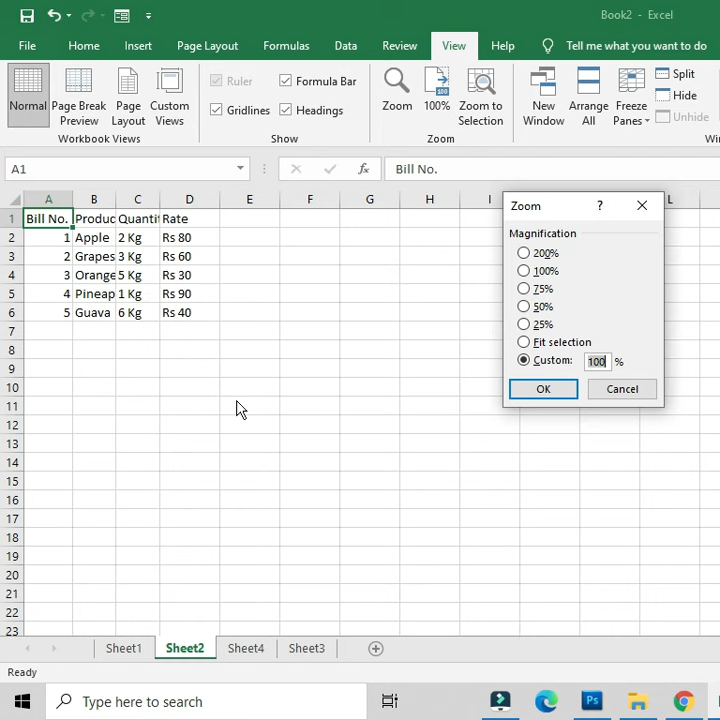 Book2 - Excel
File Home Insert Page Layout Formulas Data Review View Help Tell me what you want to do
Normal Page Break Preview Page Layout Custom Views
Workbook Views
Ruler Formula Bar
Gridlines Headings
Show
Zoom 100% Zoom to Selection
100
Zoom
New Window Arrange All Freeze Panes
Split
Hide
Unhide
A1 fx Bill No.
A B C D E F G H I L
1 Bill No. Produc Quantit Rate
2 1 Apple 2 Kg Rs 80
3 2 Grapes 3 Kg Rs 60
4 3 Orange 5 Kg Rs 30
5 4 Pineap 1 Kg Rs 90
6 5 Guava 6 Kg Rs 40
7
8
9
10
11
12
13
14
15
16
17
18
19
20
21
22
23
Zoom ?
Magnification
200%
100%
75%
50%
25%
Fit selection
Custom: 100 %
OK Cancel
Sheet1 Sheet2 Sheet4 Sheet3
Ready
Type here to search
Ps